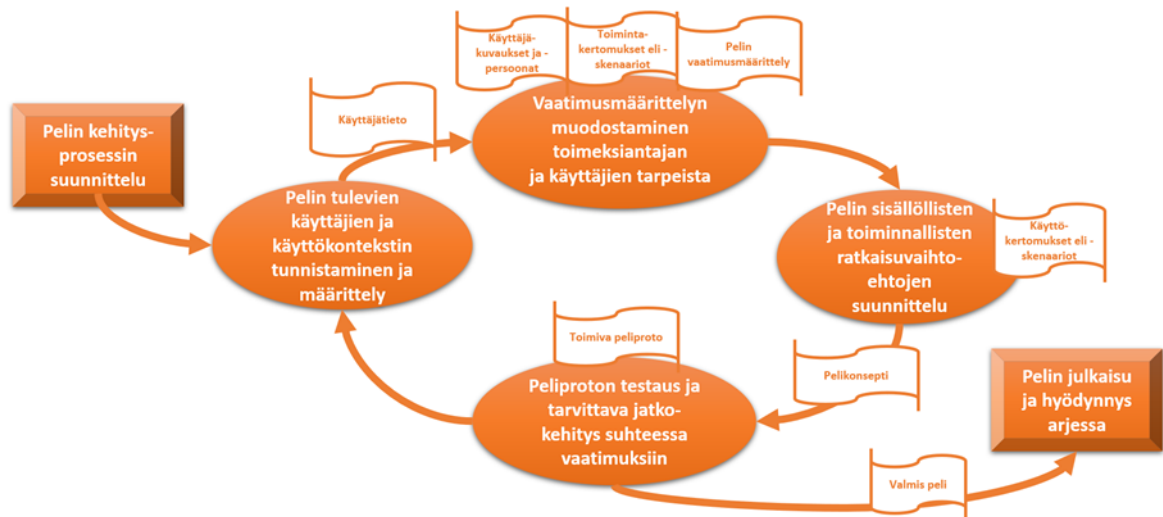 Pelin kehitys-
prosessin
suunnittelu
Käyttäjätieto
Pelin tulevien
käyttäjien ja
käyttökontekstin
tunnistaminen ja
määrittely
Käyttäjä-
kuvaukset ja -
persoonat
Toiminta-
kertomukset eli -
skenaariot
Pelin
vaatimusmäärittely
Vaatimusmäärittelyn
muodostaminen
toimeksiantajan
ja käyttäjien tarpeista
Pelin sisällöllisten
ja toiminnallisten
ratkaisuvaihto-
ehtojen
suunnittelu
Käyttö-
kertomukset eli -
skenaariot
Pelikonsepti
Toimiva peliproto
Peliproton testaus ja
tarvittava jatko-
kehitys suhteessa
vaatimuksiin
Valmis peli
Pelin julkaisu
ja hyödynnys
arjessa